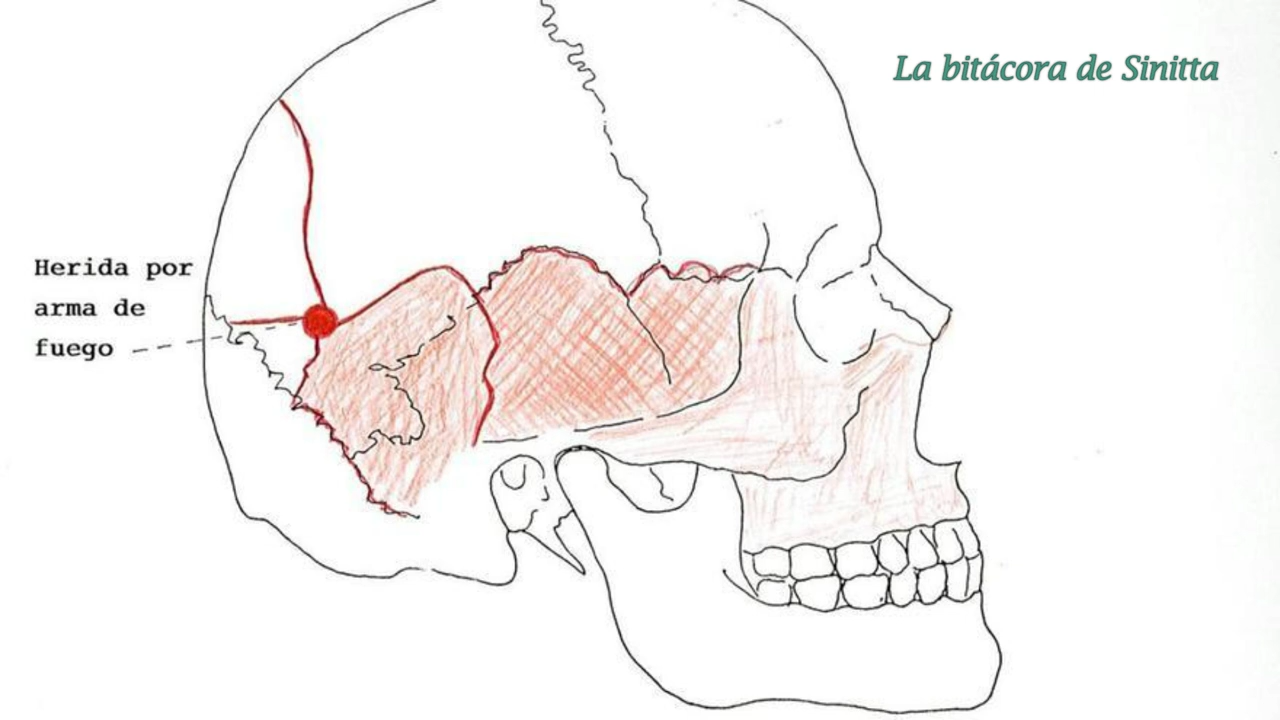 La bitácora de Sinitta
Herida por
arma de
fuego